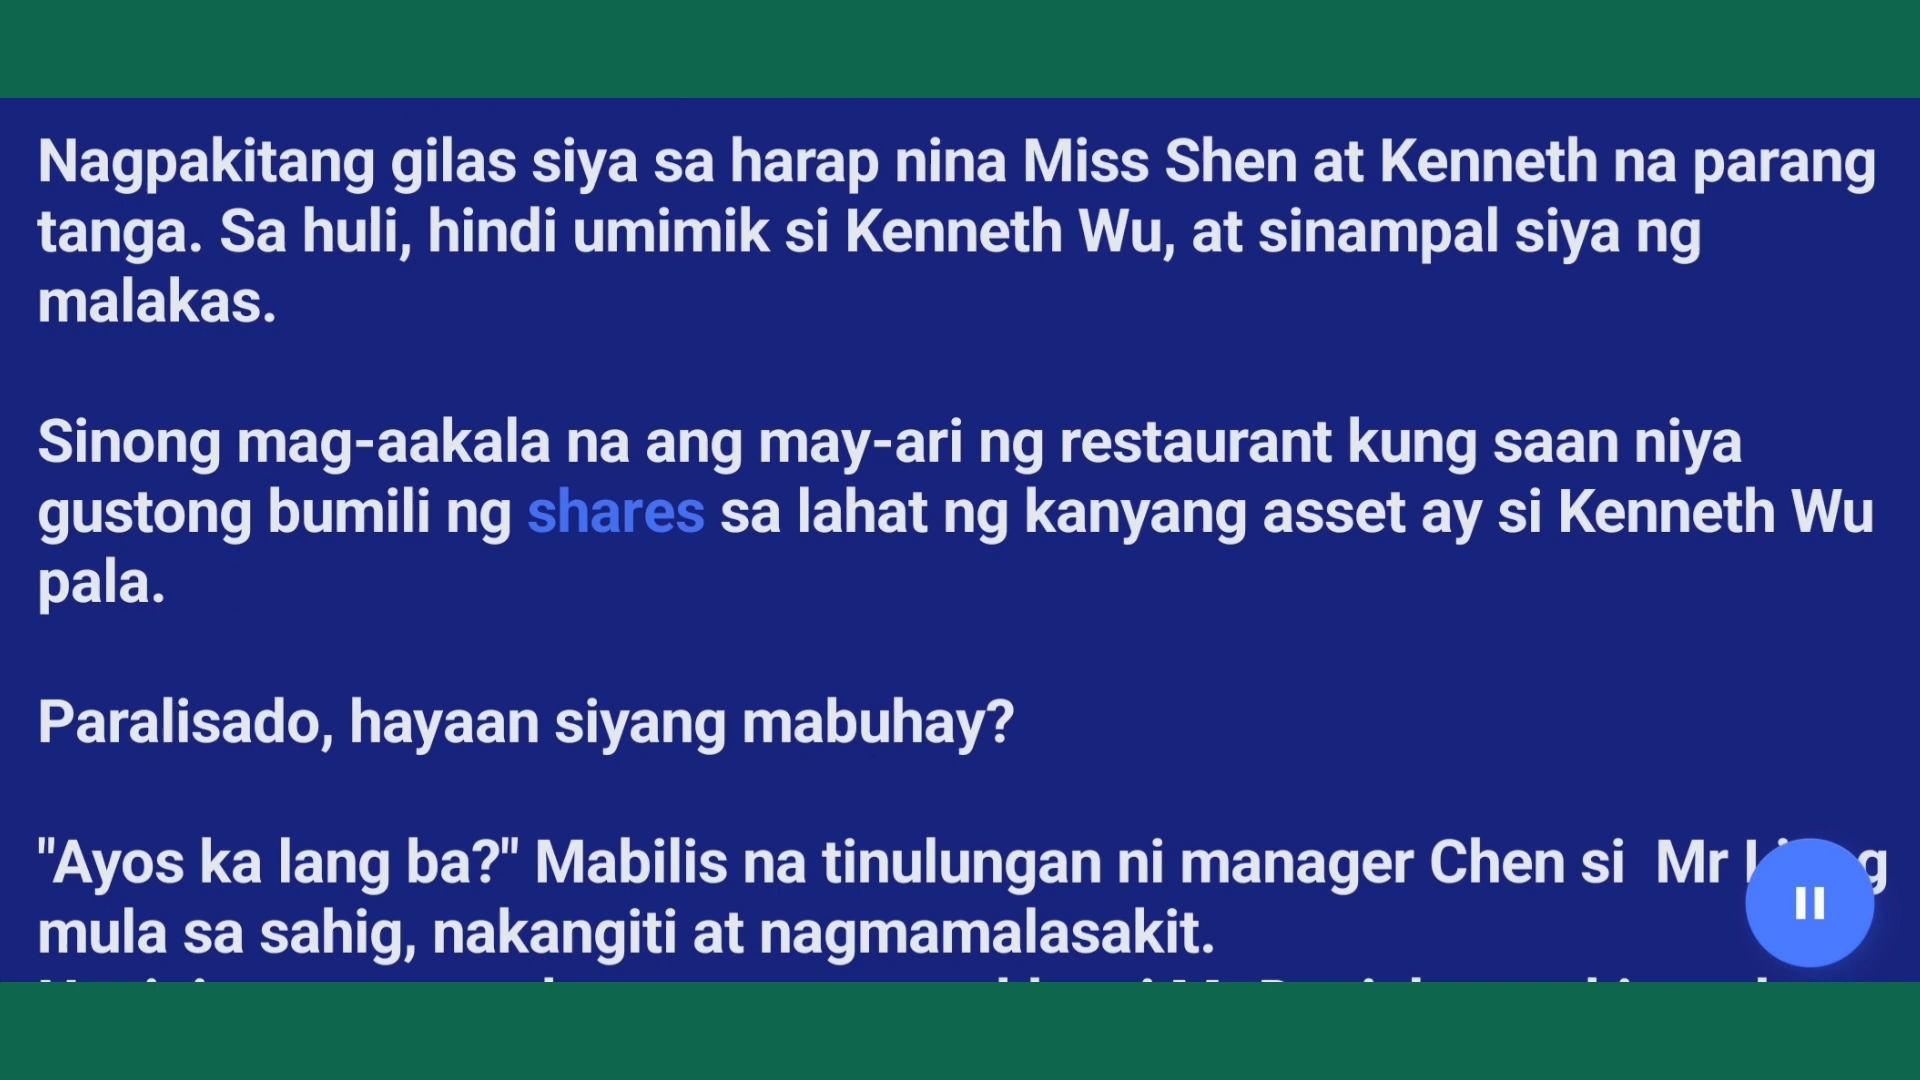 Nagpakitang gilas siya sa harap nina Miss Shen at Kenneth na parang
tanga. Sa huli, hindi umimik si Kenneth Wu, at sinampal siya ng
malakas.
Sinong mag-aakala na ang may-ari ng restaurant kung saan niya
gustong bumili ng shares sa lahat ng kanyang asset ay si Kenneth Wu
pala.
Paralisado, hayaan siyang mabuhay?
"Ayos ka lang ba?" Mabilis na tinulungan ni manager Chen si Mr
mula sa sahig, nakangiti at nagmamalasakit.